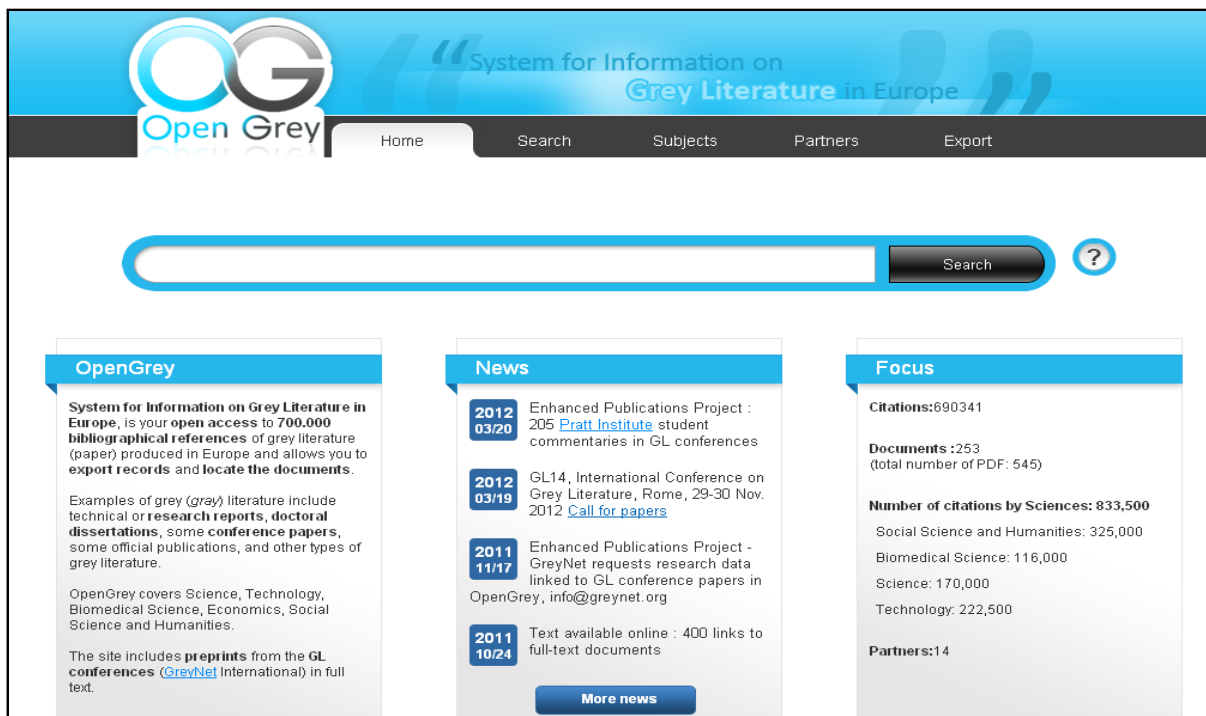 System for Information on
Grey Literature in Europe
Open Grey
Home
Search
Subjects
Partners
Export
Search
?
OpenGrey
System for Information on Grey Literature in
Europe, is your open access to 700.000
bibliographical references of grey literature
(paper) produced in Europe and allows you to
export records and locate the documents.
Examples of grey (gray) literature include
technical or research reports, doctoral
dissertations, some conference papers,
some official publications, and other types of
grey literature.
OpenGrey covers Science, Technology,
Biomedical Science, Economics, Social
Science and Humanities.
The site includes preprints from the GL
conferences (GreyNet International) in full
text.
News
2012
03/20
Enhanced Publications Project :
205 Pratt Institute student
commentaries in GL conferences
2012
03/19
GL14, International Conference on
Grey Literature, Rome, 29-30 Nov.
2012 Call for papers
2011
11/17
Enhanced Publications Project -
GreyNet requests research data
linked to GL conference papers in
OpenGrey, info@greynet.org
2011
10/24
Text available online : 400 links to
full-text documents
More news
Focus
Citations:690341
Documents :253
(total number of PDF: 545)
Number of citations by Sciences: 833,500
Social Science and Humanities: 325,000
Biomedical Science: 116,000
Science: 170,000
Technology: 222,500
Partners:14